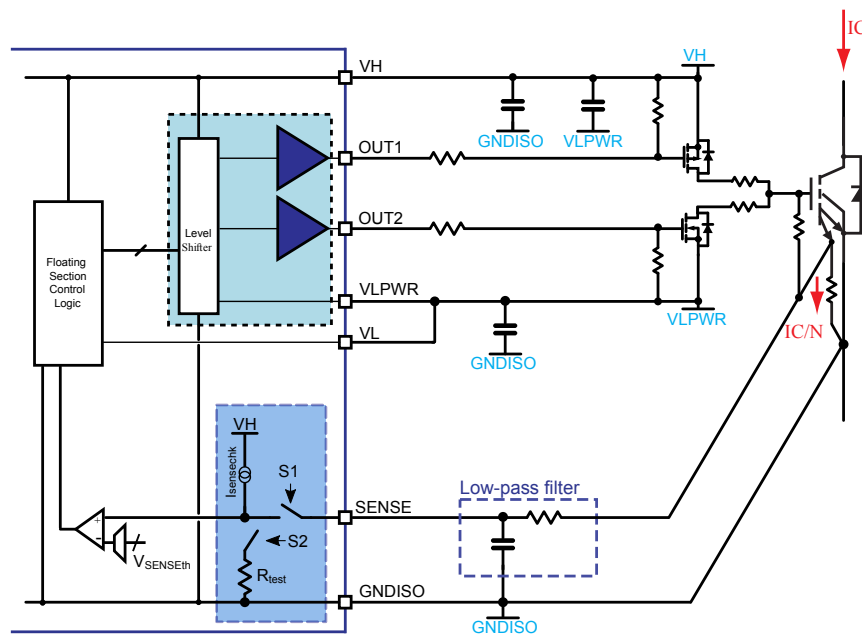 IC
VH
VH
GNDISO
VLPWR
OUT1
OUT2
Level
Shifter
Floating
Section
Control
Logic
VLPWR
VL
GNDISO
VLPWR
IC/N
VH
Isensechk
S1
SENSE
Low-pass filter
S2
+
-
VSENSEth
Rtest
GNDISO
GNDISO